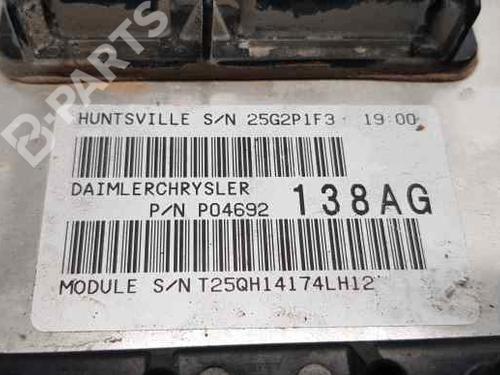 HUNTSVILLE S/N 25G2P1F3 19:00
DAIMLERCHRYSLER
P/N P04692 138AG
MODULE S/N T25QH14174LH12
B-PARTS